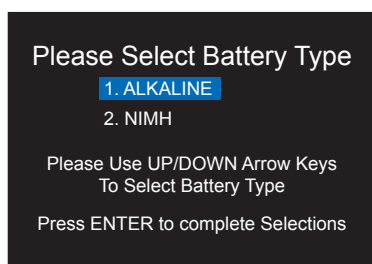 Please Select Battery Type
1. ALKALINE
2. NIMH
Please Use UP/DOWN Arrow Keys
To Select Battery Type
Press ENTER to complete Selections